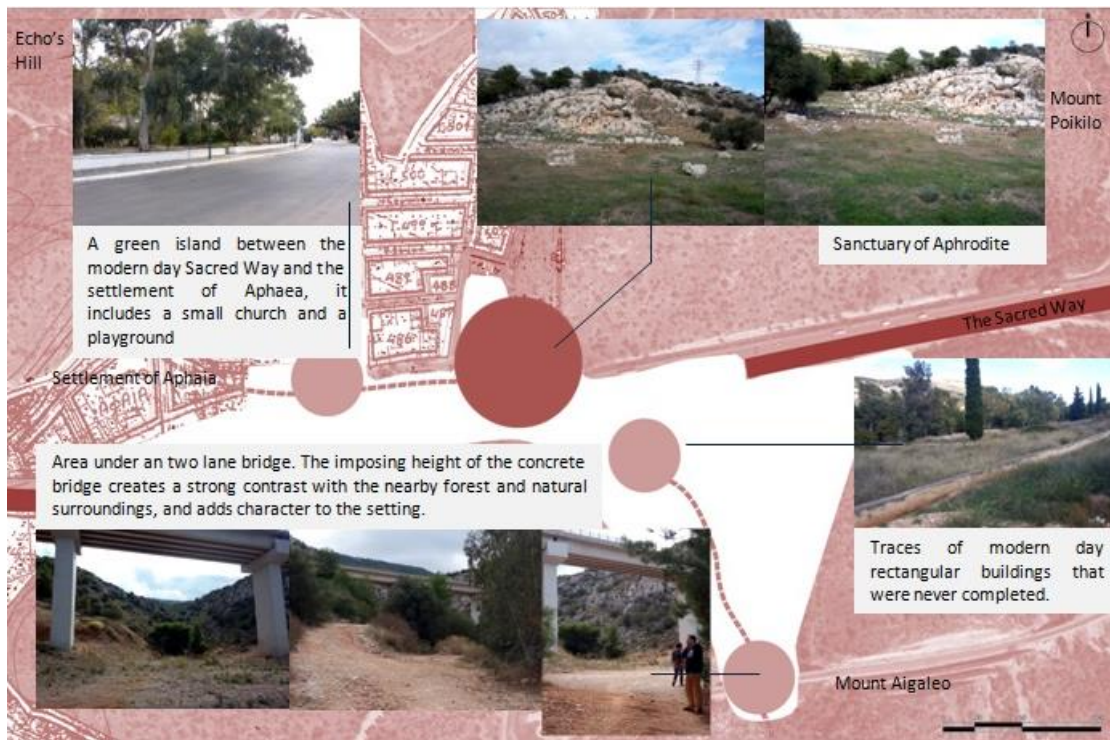 Echo's
Hill
Mount
Poikilo
A green island between the
modern day Sacred Way and the
settlement of Aphaea, it
includes a small church and a
playground
Sanctuary of Aphrodite
The Sacred Way
Settlement of Aphaia
Area under an two lane bridge. The imposing height of the concrete
bridge creates a strong contrast with the nearby forest and natural
surroundings, and adds character to the setting.
Traces of modern day
rectangular buildings that
were never completed.
Mount Aigaleo
500
486